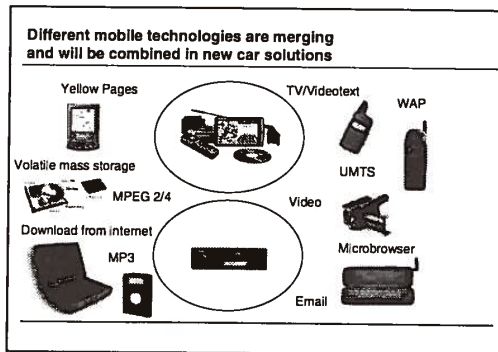 Different mobile technologies are merging
and will be combined in new car solutions
Yellow Pages
TV/Videotext
WAP
Volatile mass storage
MPEG 2/4
UMTS
Video
Download from internet
MP3
Microbrowser
Email